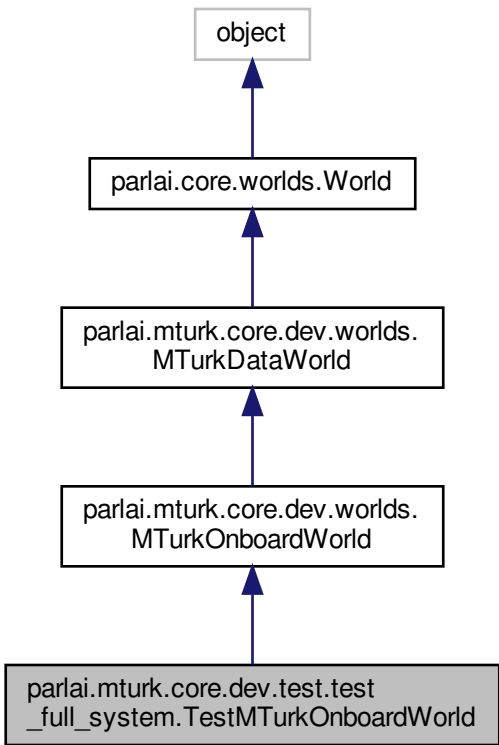 object
parlai.core.worlds.World
parlai.mturk.core.dev.worlds.
MTurkDataWorld
parlai.mturk.core.dev.worlds.
MTurkOnboardWorld
parlai.mturk.core.dev.test.test
_full_system.TestMTurkOnboardWorld